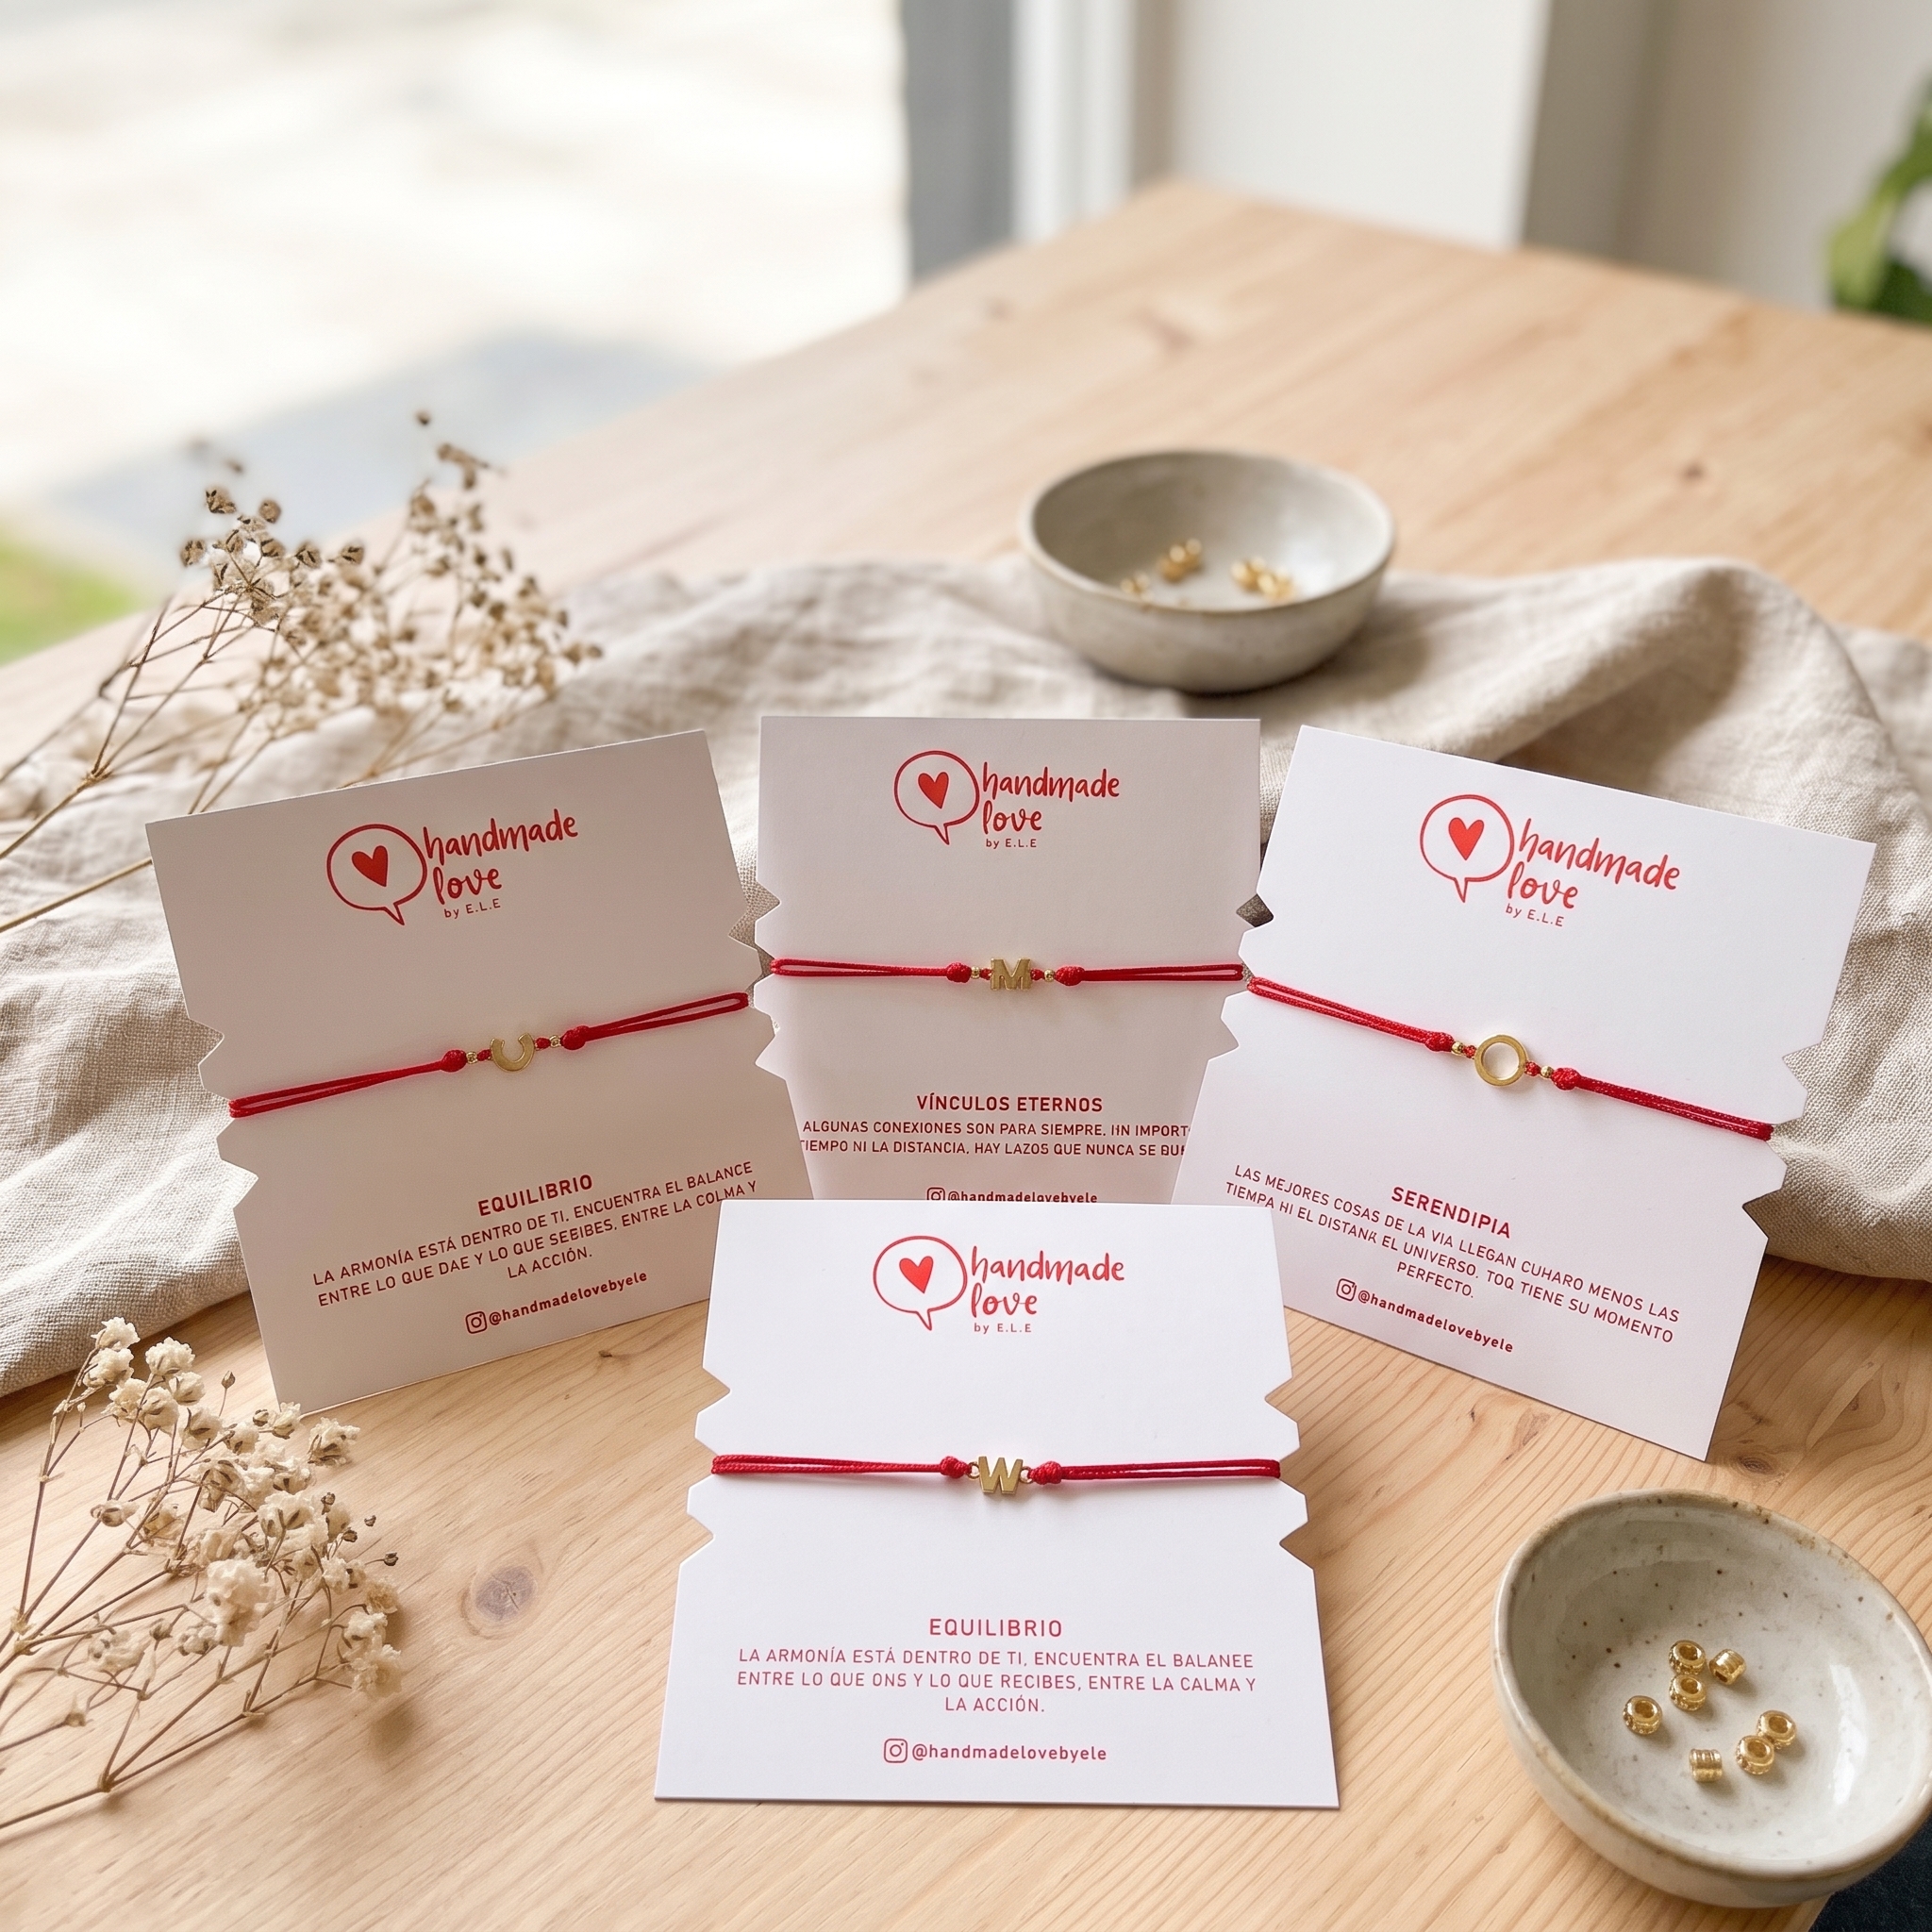 handmade
love
by E.L.E
EQUILIBRIO
LA ARMONÍA ESTÁ DENTRO DE TI, ENCUENTRA EL BALANCE
ENTRE LO QUE DAE Y LO QUE SEBIBES, ENTRE LA COLMA Y
LA ACCIÓN.
@handmadelovebyele
handmade
love
by E.L.E
M
VÍNCULOS ETERNOS
ALGUNAS CONEXIONES SON PARA SIEMPRE, IMPORT
TIEMPO NI LA DISTANCIA, HAY LAZOS QUE NUNCA SE
@handmadelovebyele
handmade
love
by E.L.E
SERENDIPIA
LAS MEJORES COSAS DE LA VIA LLEGAN CUHARO MENOS LAS
TIEMPA HI EL DISTANK EL UNIVERSO. TOQ TIENE SU MOMENTO
PERFECTO.
@handmadelovebyele
handmade
love
by E.L.E
W
EQUILIBRIO
LA ARMONÍA ESTÁ DENTRO DE TI, ENCUENTRA EL BALANEE
ENTRE LO QUE ONS Y LO QUE RECIBES, ENTRE LA CALMA Y
LA ACCIÓN.
@handmadelovebyele